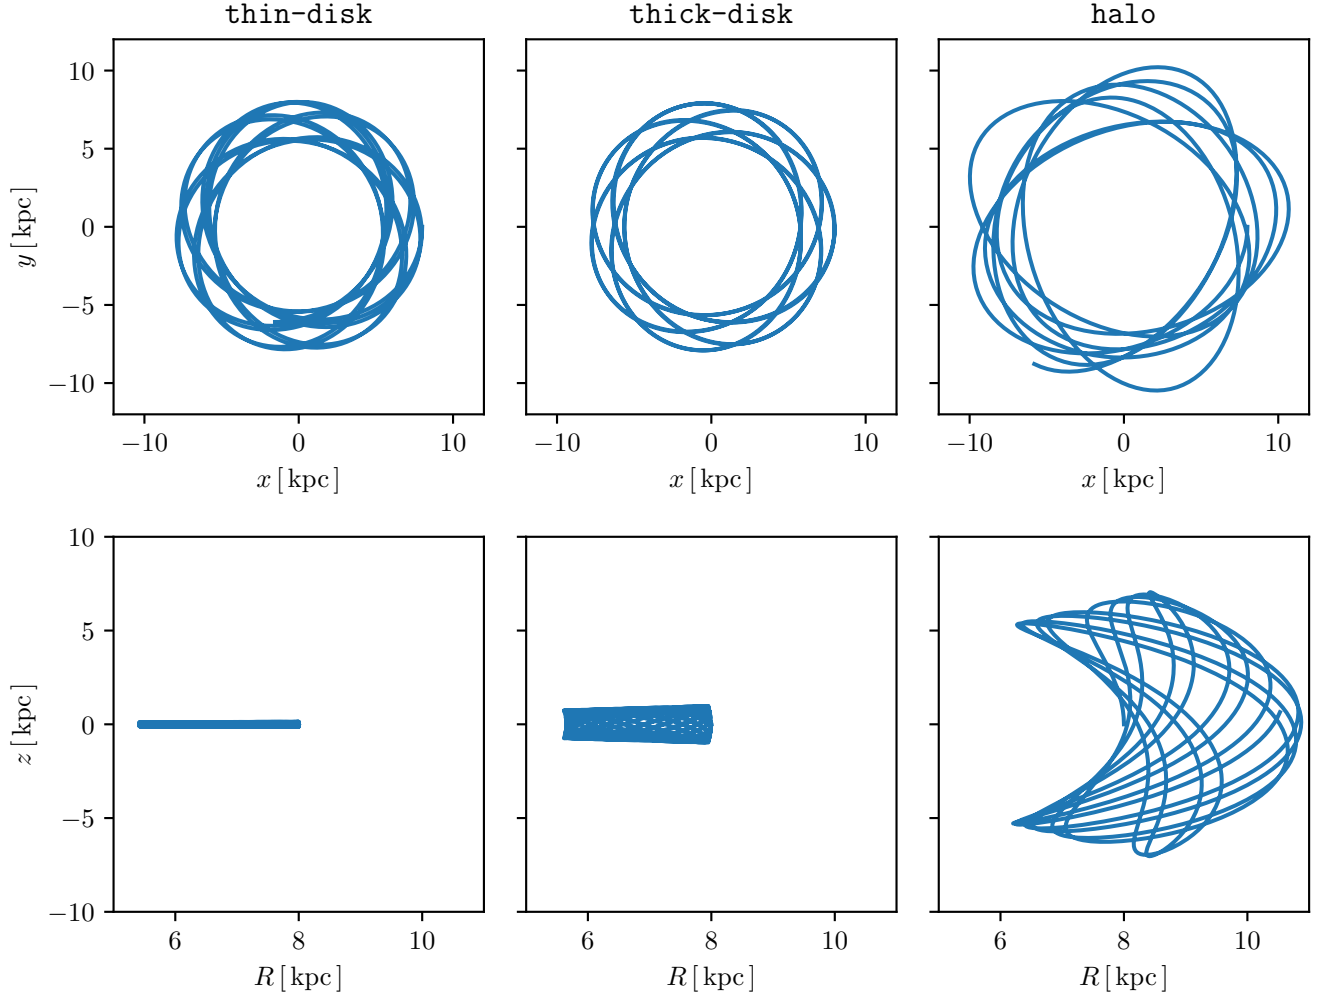 thin-disk thick-disk halo
10
5
0
−5
−10
y [ kpc]
−10 0 10 −10 0 10 −10 0 10
x [ kpc] x [ kpc] x [ kpc]
10
5
0
−5
−10
z [ kpc]
6 8 10 6 8 10 6 8 10
R [ kpc] R [ kpc] R [ kpc]